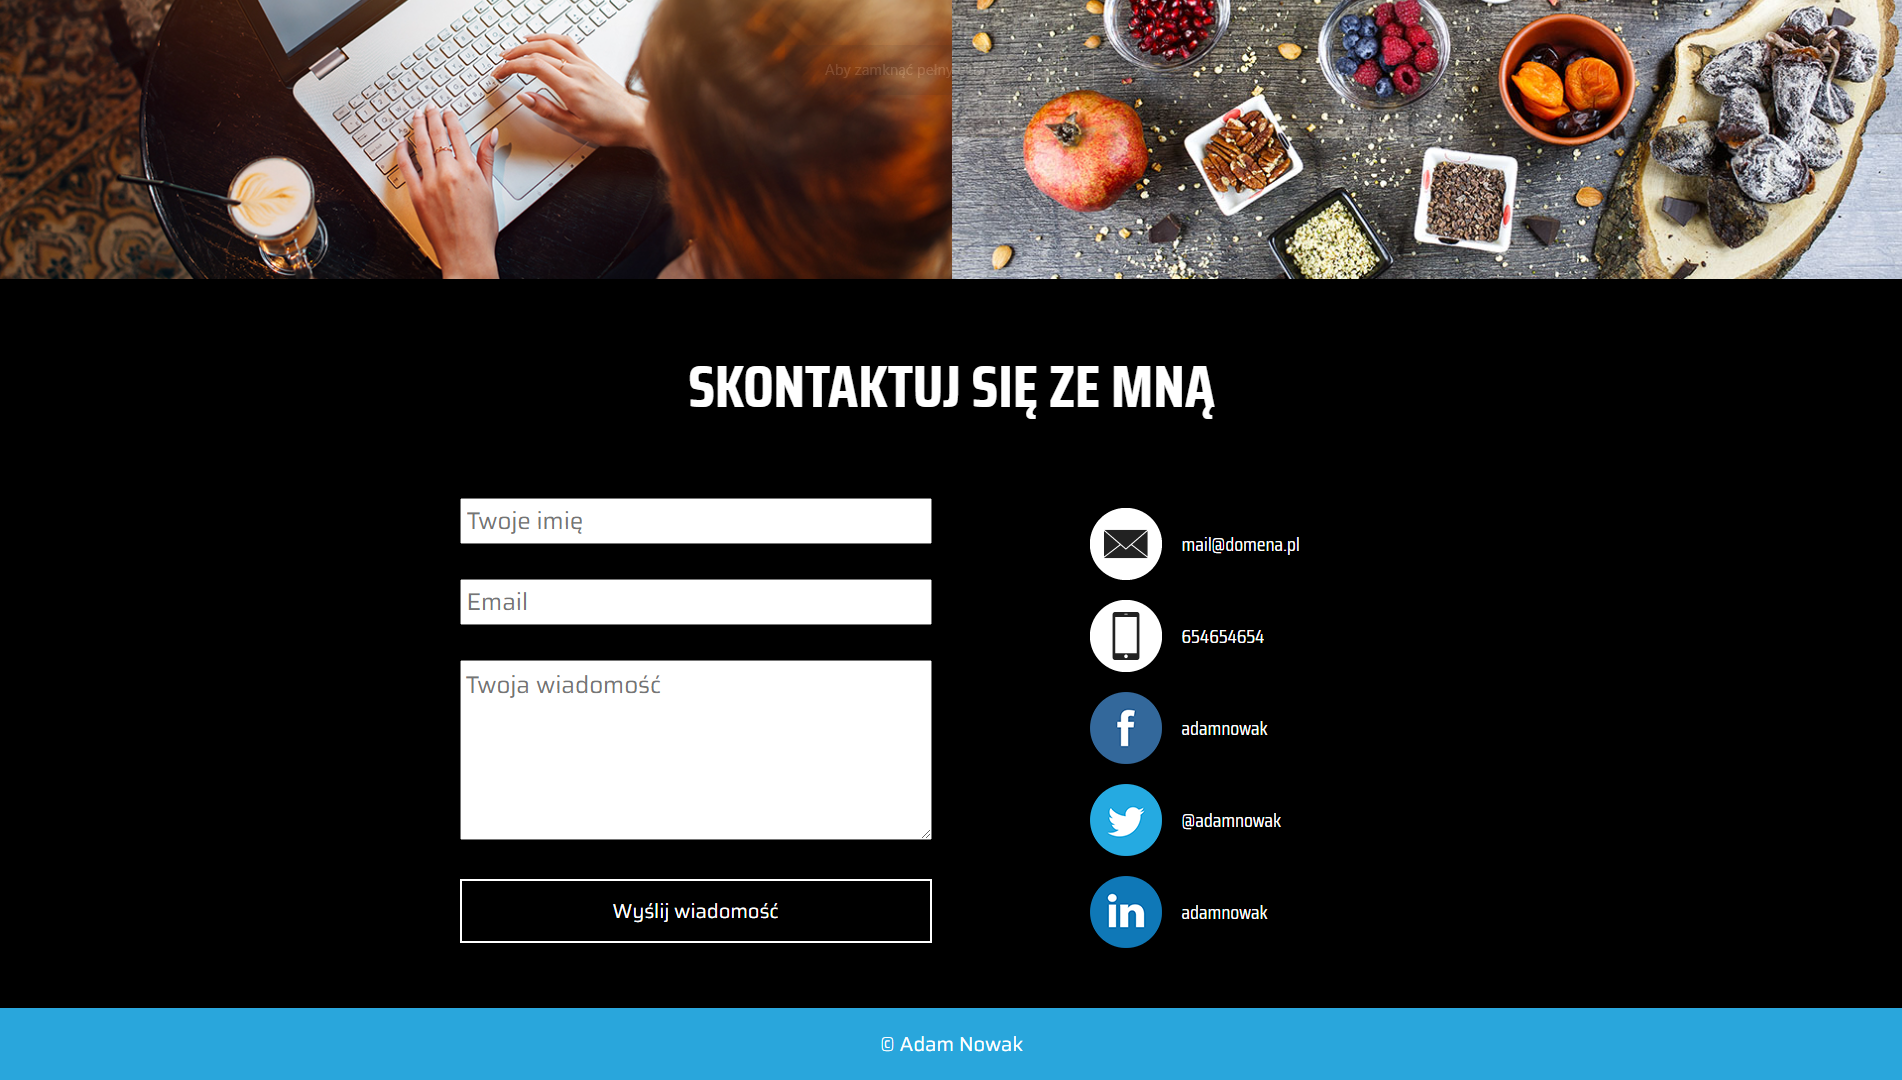 Aby zamknąć pełny
SKONTAKTUJ SIĘ ZE MNĄ
Twoje imię
Email
Twoja wiadomość
Wyślij wiadomość
mail@domena.pl
654654654
adamnowak
@adamnowak
adamnowak
© Adam Nowak